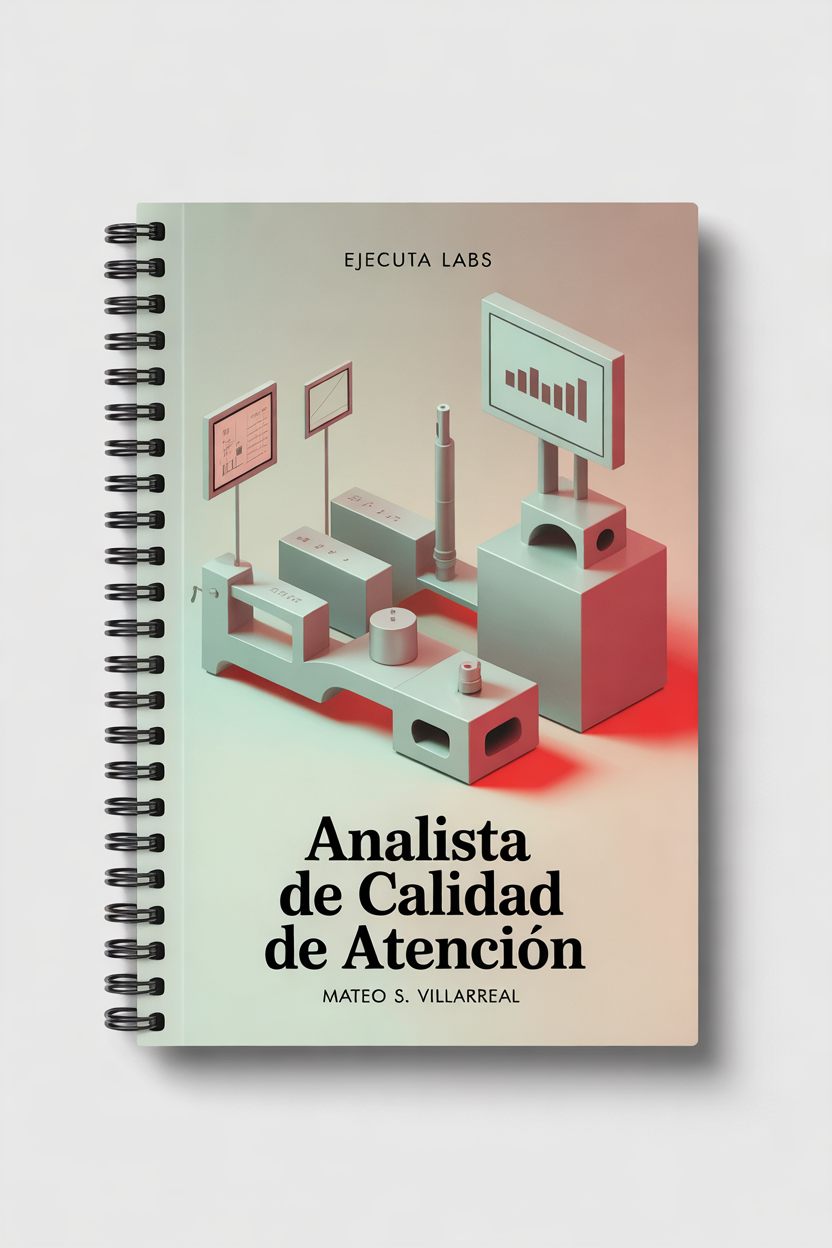 EJECUTA LABS
Analista
de Calidad
de Atención
MATEO S. VILLARREAL